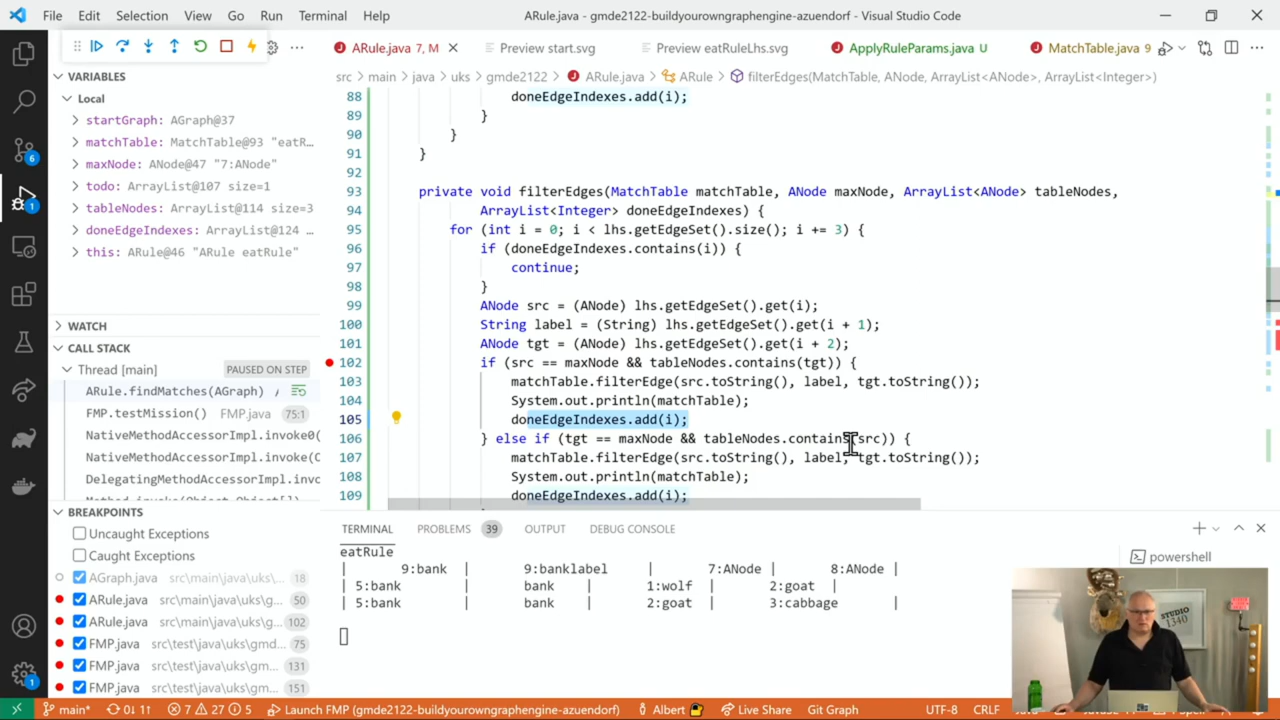 File Edit Selection View Go Run Terminal Help ARule.java - gmde2122-buildyourowngraphengine-azuendorf - Visual Studio Code
ARule.java 7, M Preview start.svg Preview eatRuleLhs.svg ApplyRuleParams.java U MatchTable.java 9
src > main > java > uks > gmde2122 > ARule.java > ARule > filterEdges(MatchTable, ANode, ArrayList<ANode>, ArrayList<Integer>)
VARIABLES
Local
startGraph: AGraph@37
matchTable: MatchTable@93 "eatR…
maxNode: ANode@47 "7:ANode"
todo: ArrayList@107 size=1
tableNodes: ArrayList@114 size=3
doneEdgeIndexes: ArrayList@124 …
this: ARule@46 "ARule eatRule"
WATCH
CALL STACK
Thread [main] PAUSED ON STEP
ARule.findMatches(AGraph)
FMP.testMission() FMP.java 75:1
NativeMethodAccessorImpl.invoke0(
NativeMethodAccessorImpl.invoke(C
DelegatingMethodAccessorImpl.invo
Method.invoke(Object,Object[])
BREAKPOINTS
Uncaught Exceptions
Caught Exceptions
AGraph.java src\main\java\uks\… 18
ARule.java src\main\java\uks\g… 50
ARule.java src\main\java\uks\g… 102
FMP.java src\test\java\uks\gmd… 75
FMP.java src\test\java\uks\gm… 131
FMP.java src\test\java\uks\gm… 151
88 doneEdgeIndexes.add(i);
89 }
90 }
91 }
92
93 private void filterEdges(MatchTable matchTable, ANode maxNode, ArrayList<ANode> tableNodes,
94 ArrayList<Integer> doneEdgeIndexes) {
95 for (int i = 0; i < lhs.getEdgeSet().size(); i += 3) {
96 if (doneEdgeIndexes.contains(i)) {
97 continue;
98 }
99 ANode src = (ANode) lhs.getEdgeSet().get(i);
100 String label = (String) lhs.getEdgeSet().get(i + 1);
101 ANode tgt = (ANode) lhs.getEdgeSet().get(i + 2);
102 if (src == maxNode && tableNodes.contains(tgt)) {
103 matchTable.filterEdge(src.toString(), label, tgt.toString());
104 System.out.println(matchTable);
105 doneEdgeIndexes.add(i);
106 } else if (tgt == maxNode && tableNodes.contains(src)) {
107 matchTable.filterEdge(src.toString(), label, tgt.toString());
108 System.out.println(matchTable);
109 doneEdgeIndexes.add(i);
TERMINAL PROBLEMS 39 OUTPUT DEBUG CONSOLE
powershell
eatRule
| 9:bank | 9:banklabel | 7:ANode | 8:ANode |
| 5:bank | bank | 1:wolf | 2:goat |
| 5:bank | bank | 2:goat | 3:cabbage |
STUDIO
1340
main* 0↓ 1↑ 7 27 5 Launch FMP (gmde2122-buildyourowngraphengine-azuendorf) Albert Live Share Git Graph UTF-8 CRLF